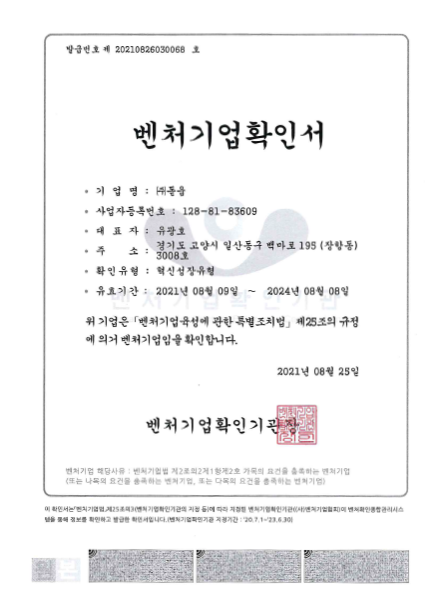 발급번호 제 20210826030068 호
벤처기업확인서
• 기 업 명 : ㈜돌읍
• 사업자등록번호 : 128-81-83609
• 대 표 자 : 유광호
• 주 소 : 경기도 고양시 일산동구 백마로 195 (장항동)
3008호
• 확인유형 : 혁신성장유형
• 유효기간 : 2021년 08월 09일 ~ 2024년 08월 08일
벤처기업확인기관
위 기업은 「벤처기업육성에 관한 특별조치법」 제25조의 규정
에 의거 벤처기업임을 확인합니다.
2021년 08월 25일
벤처기업확인기관장
벤처기업 해당사유 : 벤처기업법 제2조의2제1항제2호 가목의 요건을 충족하는 벤처기업
(또는 나목의 요건을 충족하는 벤처기업, 또는 다목의 요건을 충족하는 벤처기업)
이 확인서는「벤처기업법」제25조의3(벤처기업확인기관의 지정 등)에 따라 지정된 벤처기업확인기관((사)벤처기업협회)이 벤처확인종합관리시스
템을 통해 정보를 확인하고 발급한 확인서입니다.(벤처기업확인기관 지정기간 : '20.7.1~'23.6.30)
원본